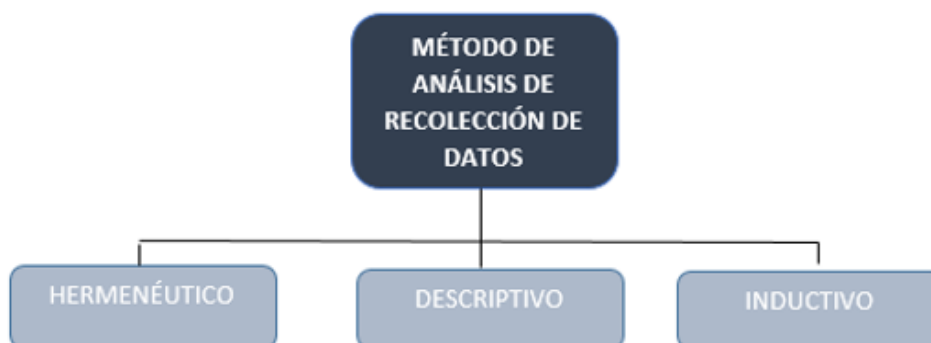 MÉTODO DE
ANÁLISIS DE
RECOLECCIÓN DE
DATOS
HERMENÉUTICO
DESCRIPTIVO
INDUCTIVO